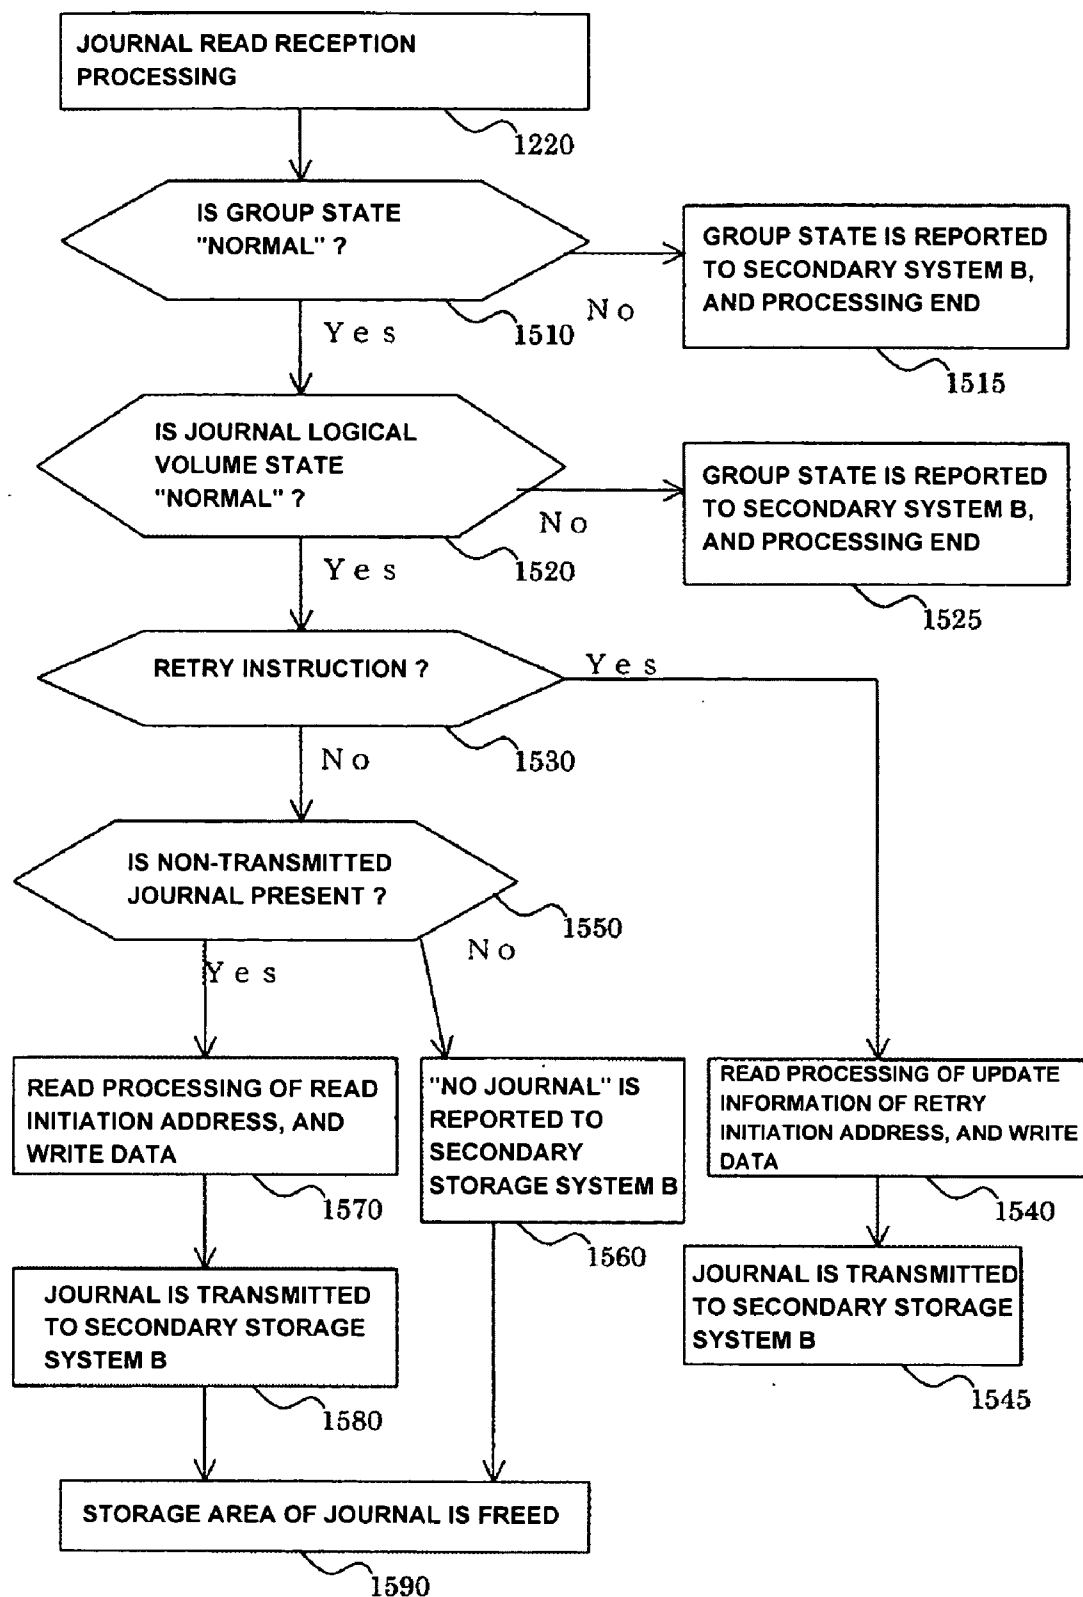 JOURNAL READ RECEPTION
PROCESSING
1220
IS GROUP STATE
"NORMAL" ?
1510
Yes
No
GROUP STATE IS REPORTED
TO SECONDARY SYSTEM B,
AND PROCESSING END
1515
IS JOURNAL LOGICAL
VOLUME STATE
"NORMAL" ?
1520
Yes
No
GROUP STATE IS REPORTED
TO SECONDARY SYSTEM B,
AND PROCESSING END
1525
RETRY INSTRUCTION ?
Yes
1530
No
IS NON-TRANSMITTED
JOURNAL PRESENT ?
1550
Yes
No
READ PROCESSING OF READ
INITIATION ADDRESS, AND
WRITE DATA
1570
"NO JOURNAL" IS
REPORTED TO
SECONDARY
STORAGE SYSTEM B
1560
READ PROCESSING OF UPDATE
INFORMATION OF RETRY
INITIATION ADDRESS, AND WRITE
DATA
1540
JOURNAL IS TRANSMITTED
TO SECONDARY STORAGE
SYSTEM B
1580
JOURNAL IS TRANSMITTED
TO SECONDARY STORAGE
SYSTEM B
1545
STORAGE AREA OF JOURNAL IS FREED
1590